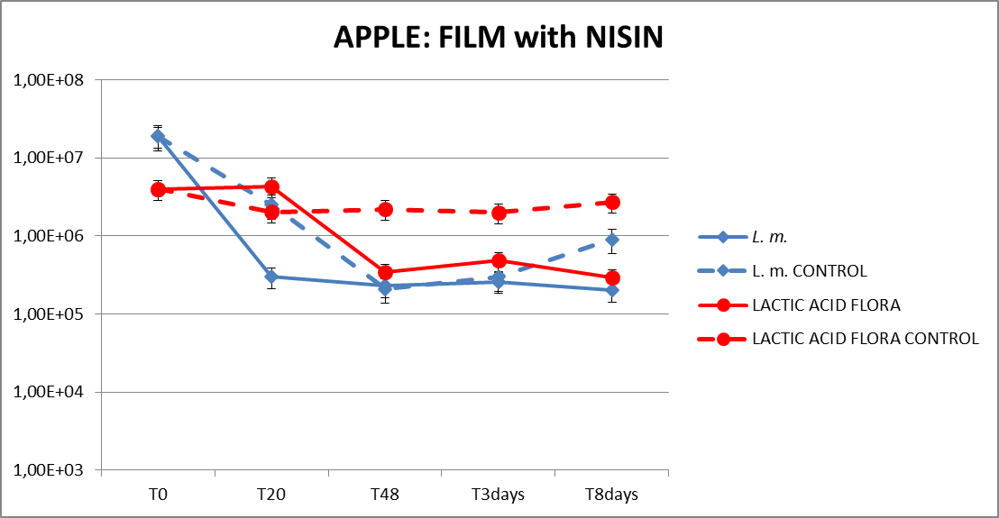 APPLE: FILM with NISIN
1,00E+08
1,00E+07
1,00E+06
1,00E+05
1,00E+04
1,00E+03
T0 T20 T48 T3days T8days
L. m.
L. m. CONTROL
LACTIC ACID FLORA
LACTIC ACID FLORA CONTROL